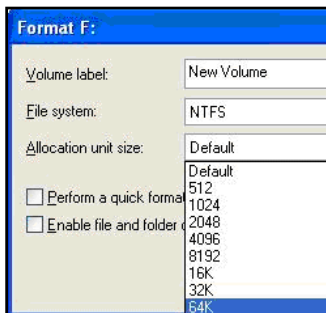 Format F:
Volume label: New Volume
File system: NTFS
Allocation unit size: Default
Default
512
1024
Perform a quick format
2048
Enable file and folder
4096
8192
16K
32K
64K